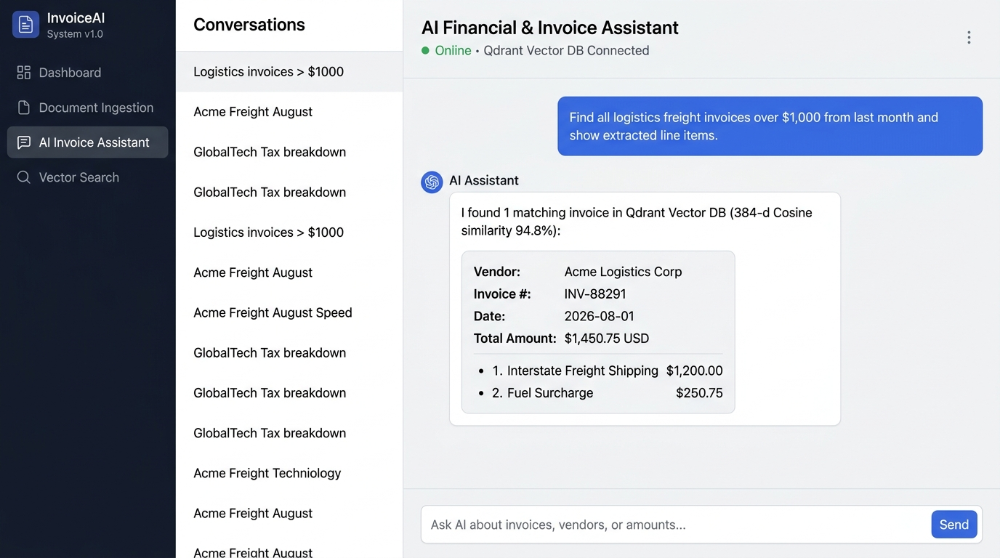 InvoiceAI
System v1.0
Dashboard
Document Ingestion
AI Invoice Assistant
Vector Search
Conversations
Logistics invoices > $1000
Acme Freight August
GlobalTech Tax breakdown
GlobalTech Tax breakdown
Logistics invoices > $1000
Acme Freight August
Acme Freight August Speed
GlobalTech Tax breakdown
GlobalTech Tax breakdown
GlobalTech Tax breakdown
Acme Freight Techniology
Acme Freight August
Acme Freight August
AI Financial & Invoice Assistant
Online • Qdrant Vector DB Connected
Find all logistics freight invoices over $1,000 from last month and
show extracted line items.
AI Assistant
I found 1 matching invoice in Qdrant Vector DB (384-d Cosine
similarity 94.8%):
Vendor: Acme Logistics Corp
Invoice #: INV-88291
Date: 2026-08-01
Total Amount: $1,450.75 USD
• 1. Interstate Freight Shipping $1,200.00
• 2. Fuel Surcharge $250.75
Ask AI about invoices, vendors, or amounts...
Send